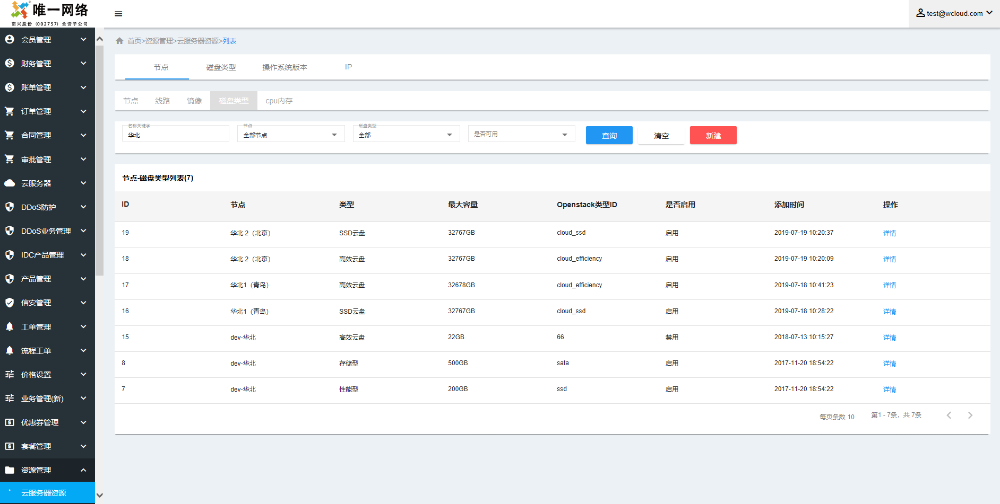 唯一网络
南兴股份 (002757) 全资子公司
test@wcloud.com
会员管理
财务管理
账单管理
订单管理
合同管理
审批管理
云服务器
DDoS防护
DDoS业务管理
IDC产品管理
产品管理
信安管理
工单管理
流程工单
价格设置
业务管理(新)
优惠券管理
套餐管理
资源管理
云服务器资源
首页>资源管理>云服务器资源>列表
节点 磁盘类型 操作系统版本 IP
节点 线路 镜像 磁盘类型 cpu内存
名称关键字 节点 磁盘类型
华北 全部节点 全部 是否可用 查询 清空 新建
节点-磁盘类型列表(7)
ID 节点 类型 最大容量 Openstack类型ID 是否启用 添加时间 操作
19 华北 2（北京） SSD云盘 32767GB cloud_ssd 启用 2019-07-19 10:20:37 详情
18 华北 2（北京） 高效云盘 32767GB cloud_efficiency 启用 2019-07-19 10:20:09 详情
17 华北1（青岛） 高效云盘 32678GB cloud_efficiency 启用 2019-07-18 10:41:23 详情
16 华北1（青岛） SSD云盘 32767GB cloud_ssd 启用 2019-07-18 10:28:22 详情
15 dev-华北 高效云盘 22GB 66 禁用 2018-07-13 10:15:27 详情
8 dev-华北 存储型 500GB sata 启用 2017-11-20 18:54:22 详情
7 dev-华北 性能型 200GB ssd 启用 2017-11-20 18:54:22 详情
每页条数 10 第1 - 7条，共 7条